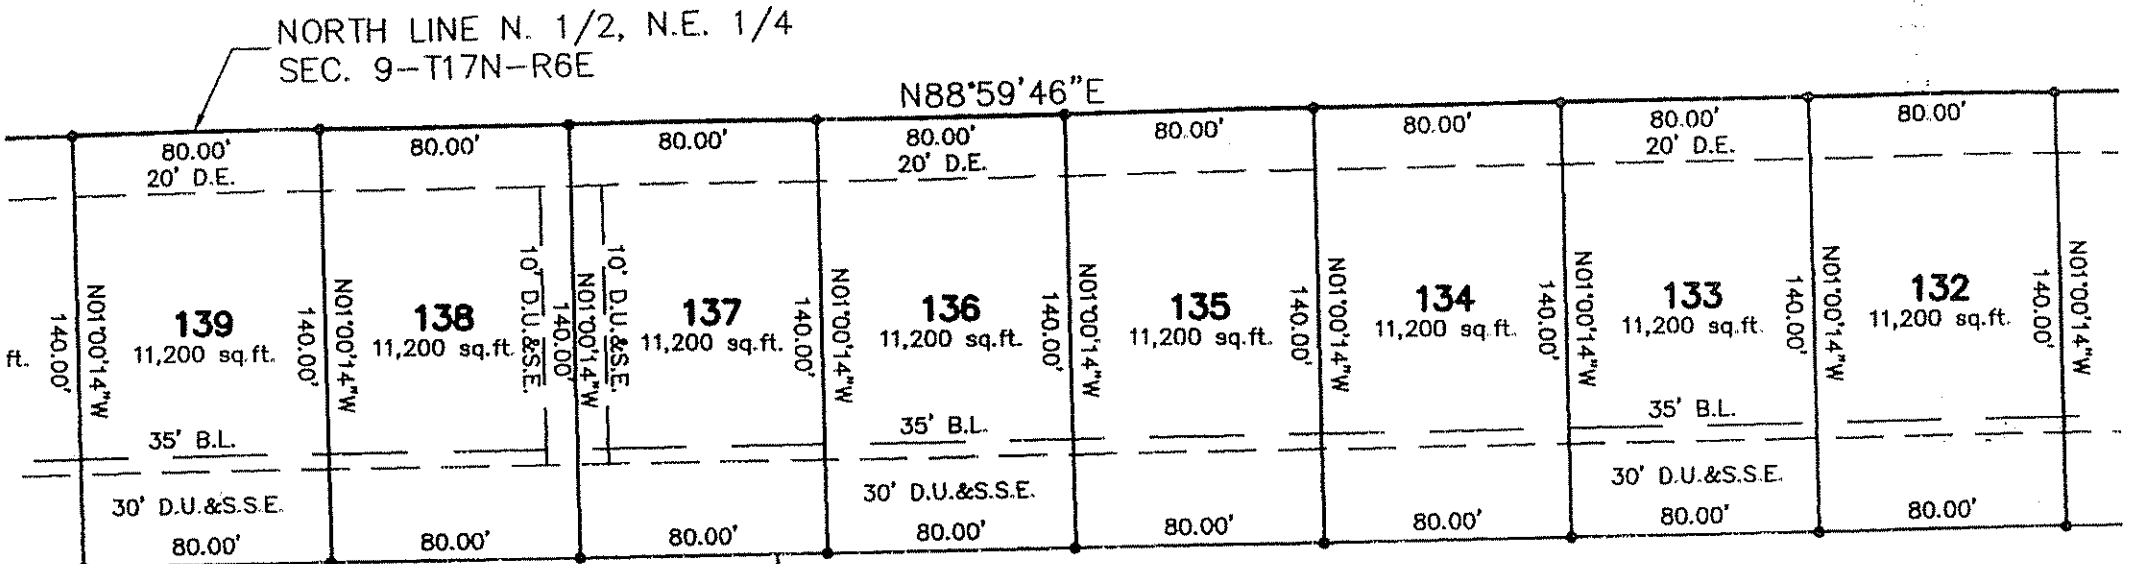 NORTH LINE N. 1/2, N.E. 1/4
SEC. 9-T17N-R6E
N88°59'46"E
80.00'
80.00'
80.00'
80.00'
80.00'
80.00'
80.00'
80.00'
20' D.E.
20' D.E.
20' D.E.
ft.
140.00'
N01°00'14"W
139
11,200 sq.ft.
140.00'
N01°00'14"W
138
11,200 sq.ft.
10' D.U.&S.E.
140.00'
N01°00'14"W
10' D.U.&S.E.
137
11,200 sq.ft.
140.00'
N01°00'14"W
136
11,200 sq.ft.
140.00'
N01°00'14"W
135
11,200 sq.ft.
140.00'
N01°00'14"W
134
11,200 sq.ft.
140.00'
N01°00'14"W
133
11,200 sq.ft.
140.00'
N01°00'14"W
132
11,200 sq.ft.
140.00'
N01°00'14"W
35' B.L.
35' B.L.
35' B.L.
30' D.U.&S.S.E.
30' D.U.&S.S.E.
30' D.U.&S.S.E.
80.00'
80.00'
80.00'
80.00'
80.00'
80.00'
80.00'
80.00'